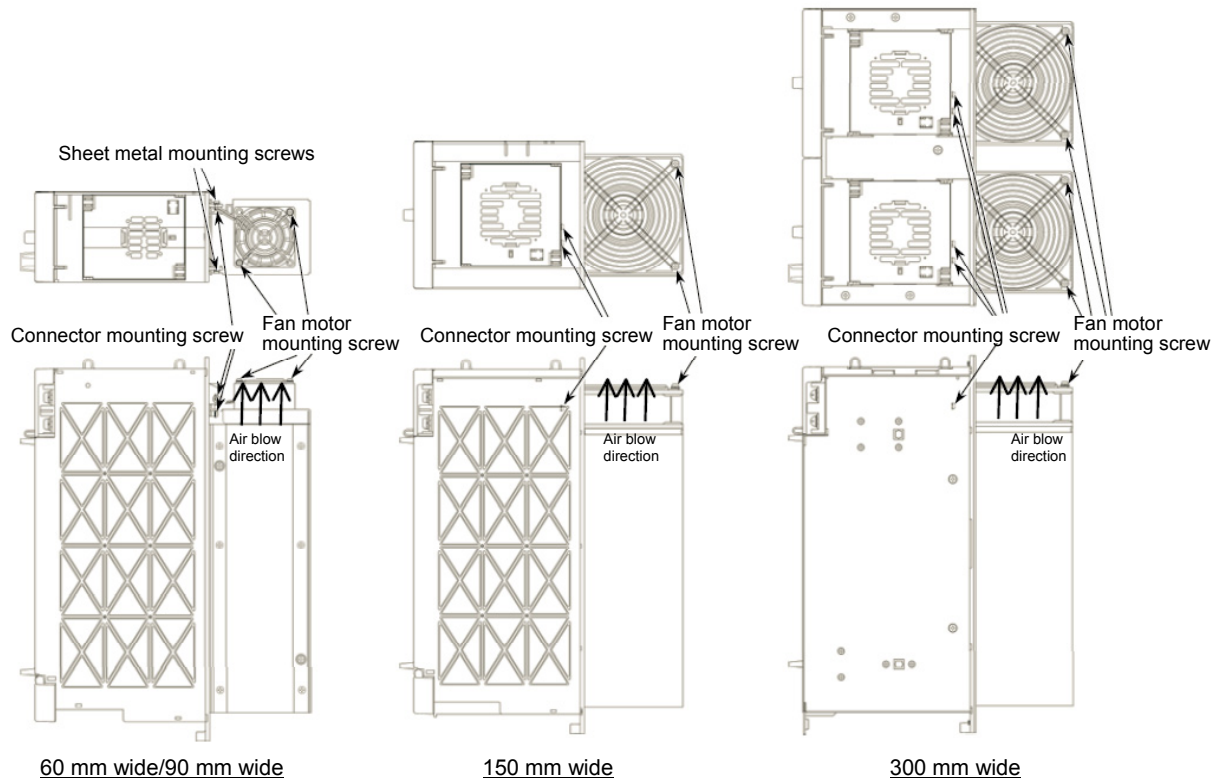 Sheet metal mounting screws
Connector mounting screw
Fan motor
mounting screw
Connector mounting screw
Fan motor
mounting screw
Connector mounting screw
Fan motor
mounting screw
Air blow
direction
Air blow
direction
Air blow
direction
60 mm wide/90 mm wide
150 mm wide
300 mm wide